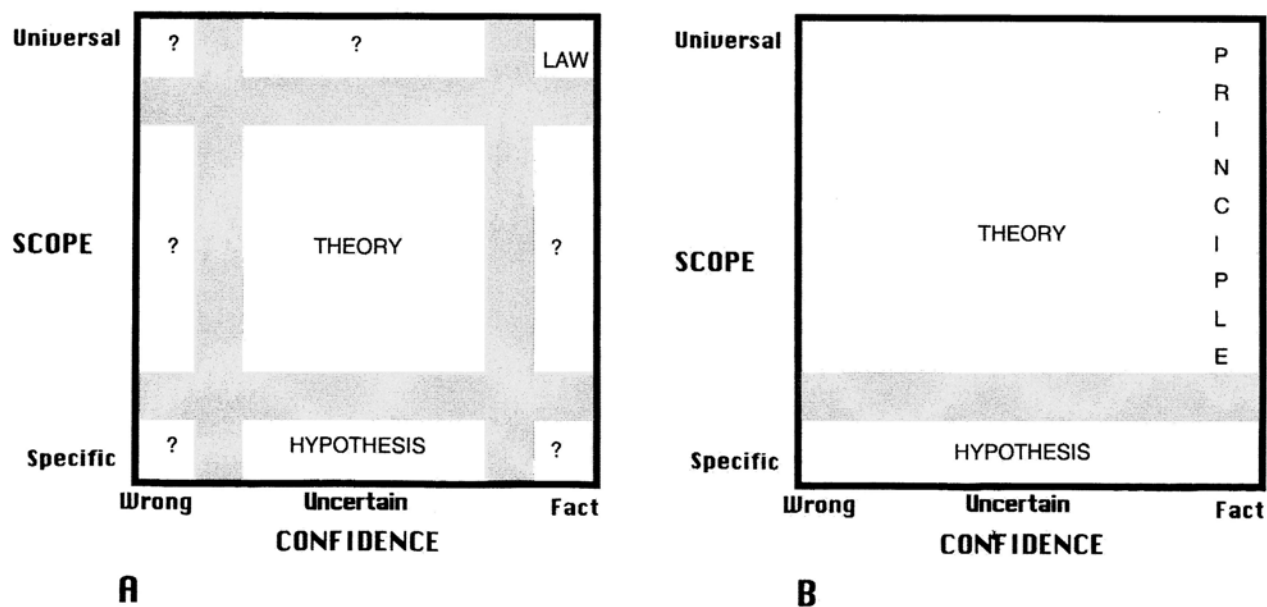 Universal
?
?
LAW
SCOPE
?
THEORY
?
Specific
?
HYPOTHESIS
?
Wrong
Uncertain
Fact
CONFIDENCE
A
Universal
P
R
I
N
C
I
P
L
E
SCOPE
THEORY
Specific
HYPOTHESIS
Wrong
Uncertain
Fact
CONFIDENCE
B